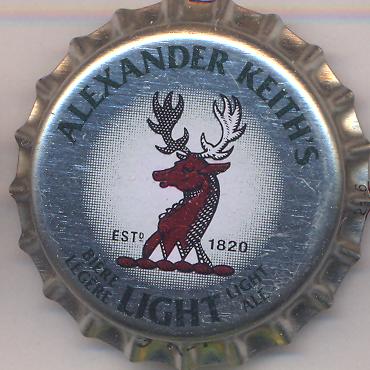 ALEXANDER KEITH'S
ESTD 1820
BIÈRE
LÉGÈRE
LIGHT
LIGHT
ALE